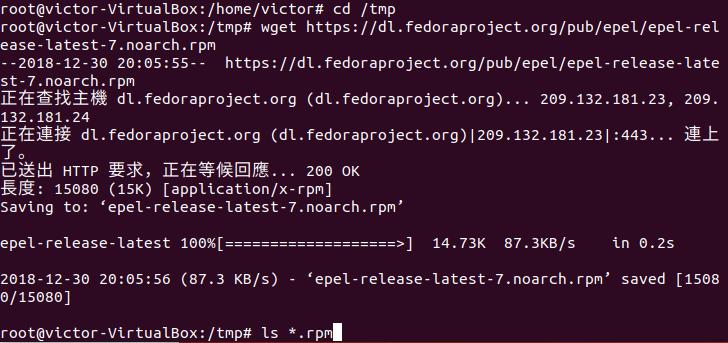 root@victor-VirtualBox:/home/victor# cd /tmp
root@victor-VirtualBox:/tmp# wget https://dl.fedoraproject.org/pub/epel/epel-rel
ease-latest-7.noarch.rpm
--2018-12-30 20:05:55--  https://dl.fedoraproject.org/pub/epel/epel-release-late
st-7.noarch.rpm
正在查找主機 dl.fedoraproject.org (dl.fedoraproject.org)... 209.132.181.23, 209.
132.181.24
正在連接 dl.fedoraproject.org (dl.fedoraproject.org)|209.132.181.23|:443... 連上
了。
已送出 HTTP 要求，正在等候回應... 200 OK
長度: 15080 (15K) [application/x-rpm]
Saving to: ‘epel-release-latest-7.noarch.rpm’
epel-release-latest 100%[===================>]  14.73K  87.3KB/s    in 0.2s
2018-12-30 20:05:56 (87.3 KB/s) - ‘epel-release-latest-7.noarch.rpm’ saved [1508
0/15080]
root@victor-VirtualBox:/tmp# ls *.rpm